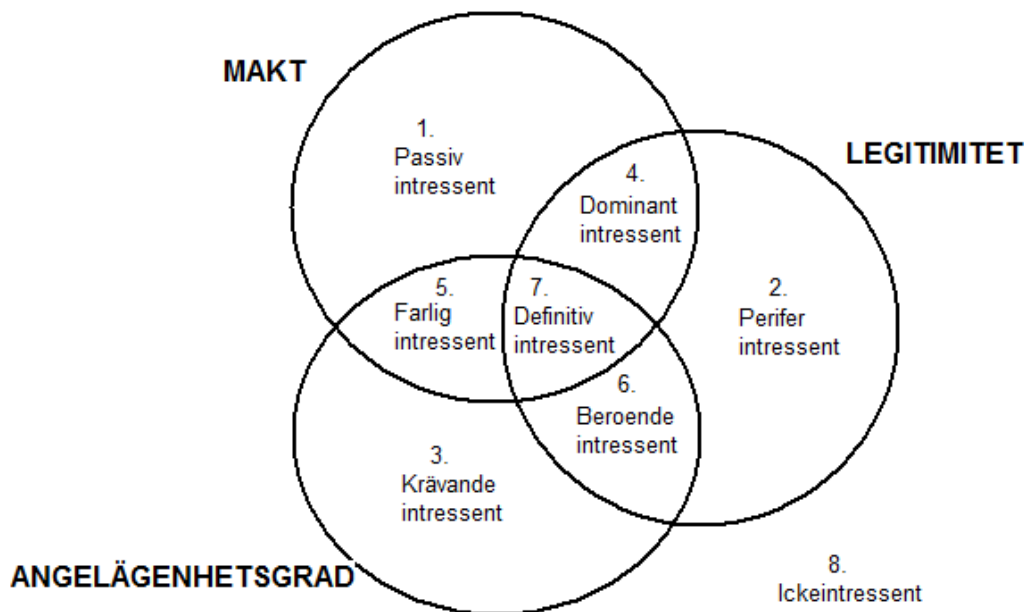 MAKT
1.
Passiv
intressent
LEGITIMITET
4.
Dominant
intressent
5.
Farlig
intressent
7.
Definitiv
intressent
2.
Perifer
intressent
6.
Beroende
intressent
3.
Krävande
intressent
ANGELÄGENHETSGRAD
8.
Ickeintressent